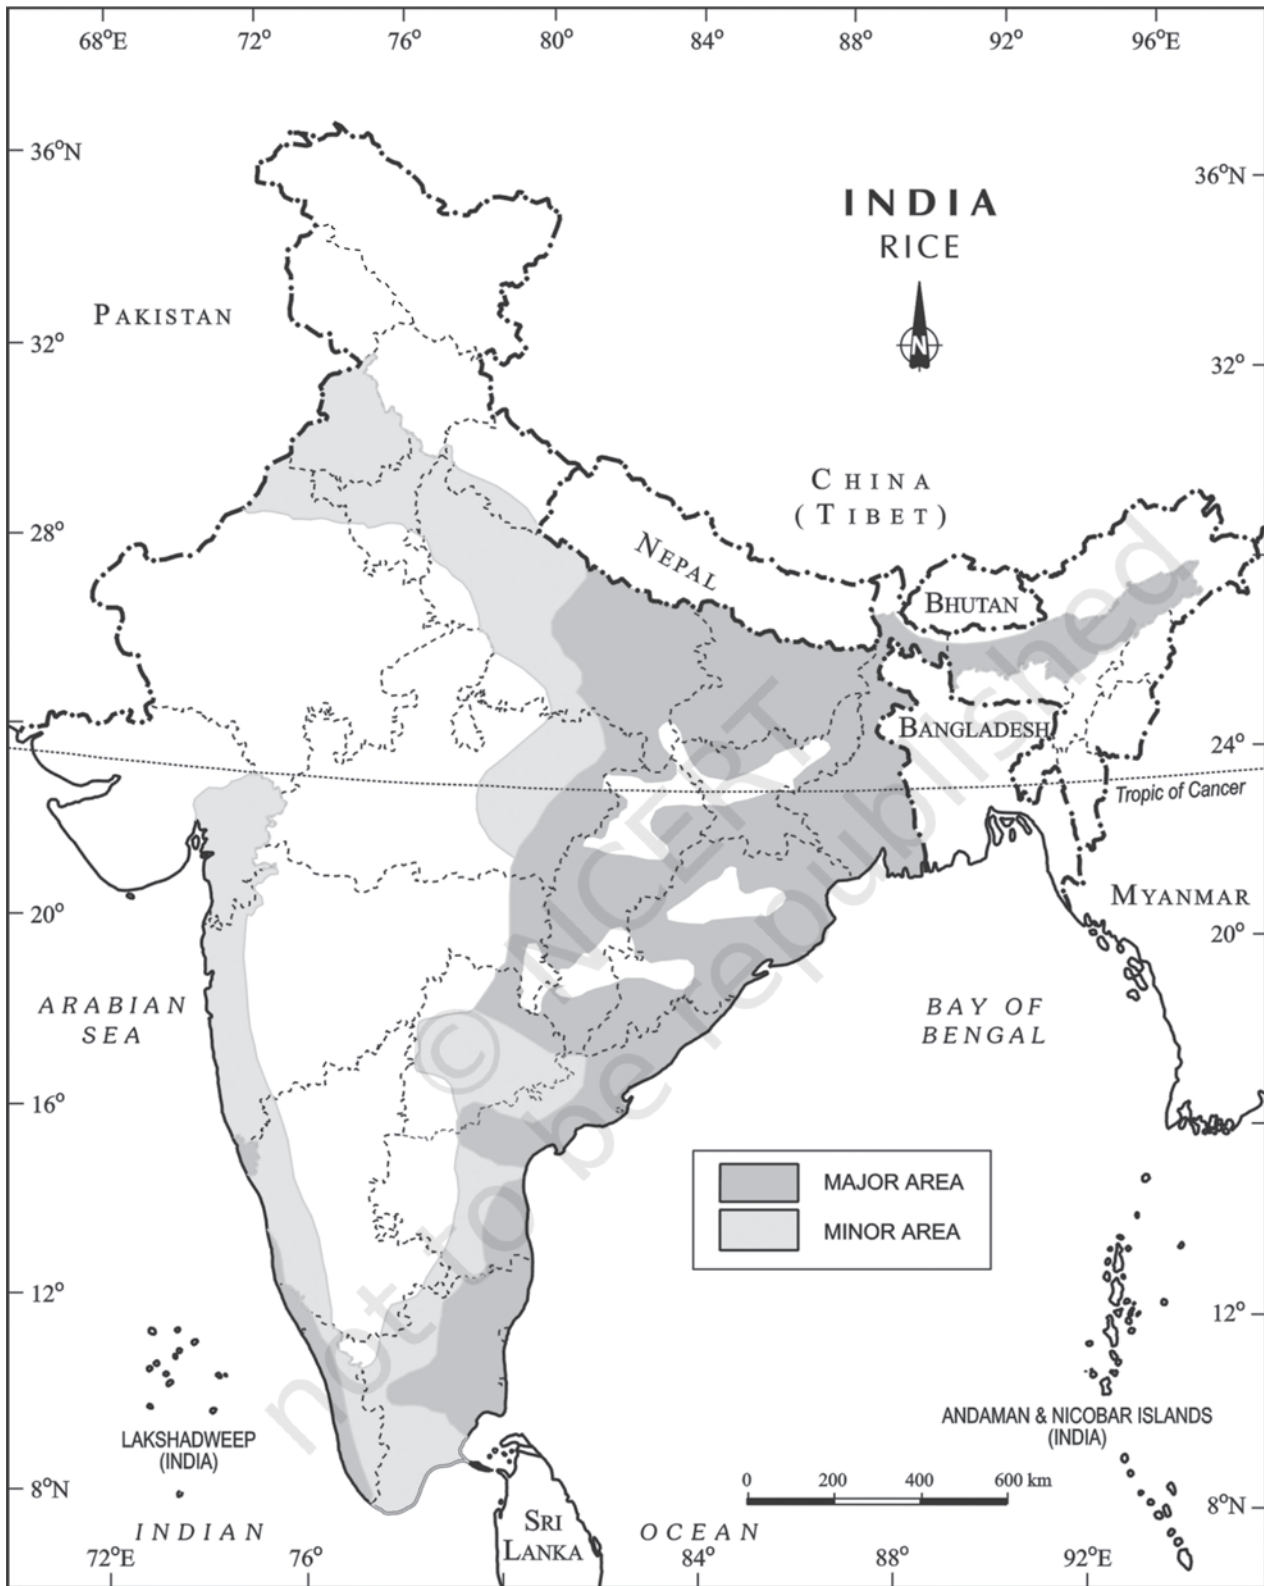 68°E 72° 76° 80° 84° 88° 92° 96°E
36°N
36°N
INDIA
RICE
N
PAKISTAN
32°
32°
CHINA
(TIBET)
28°
NEPAL
BHUTAN
BANGLADESH
24°
Tropic of Cancer
MYANMAR
20°
20°
ARABIAN
SEA
BAY OF
BENGAL
16°
MAJOR AREA
MINOR AREA
12°
12°
LAKSHADWEEP
(INDIA)
ANDAMAN & NICOBAR ISLANDS
(INDIA)
8°N
0 200 400 600 km
8°N
SRI
LANKA
INDIAN OCEAN
72°E 76° 84° 88° 92°E
© NCERT
not to be republished